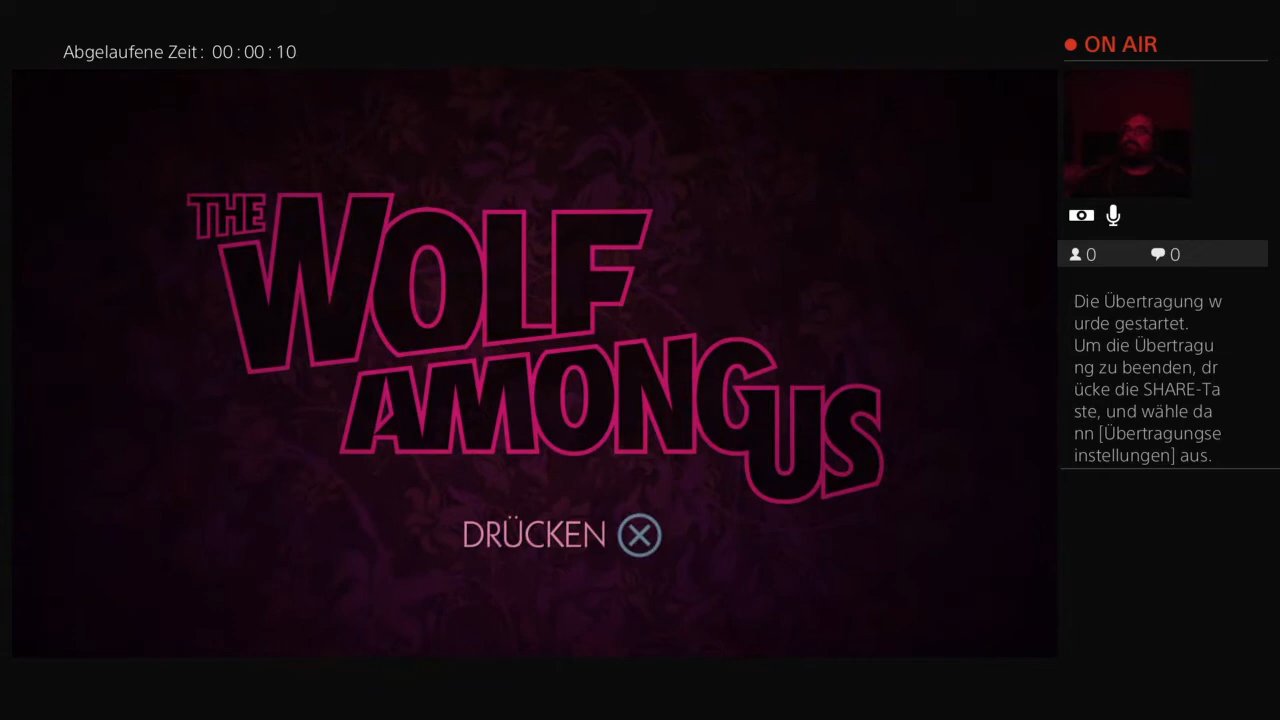 Abgelaufene Zeit: 00:00:10
ON AIR
THE
WOLF
AMONG
US
DRÜCKEN
0 0
Die Übertragung w
urde gestartet.
Um die Übertragu
ng zu beenden, dr
ücke die SHARE-Ta
ste, und wähle da
nn [Übertragungse
instellungen] aus.